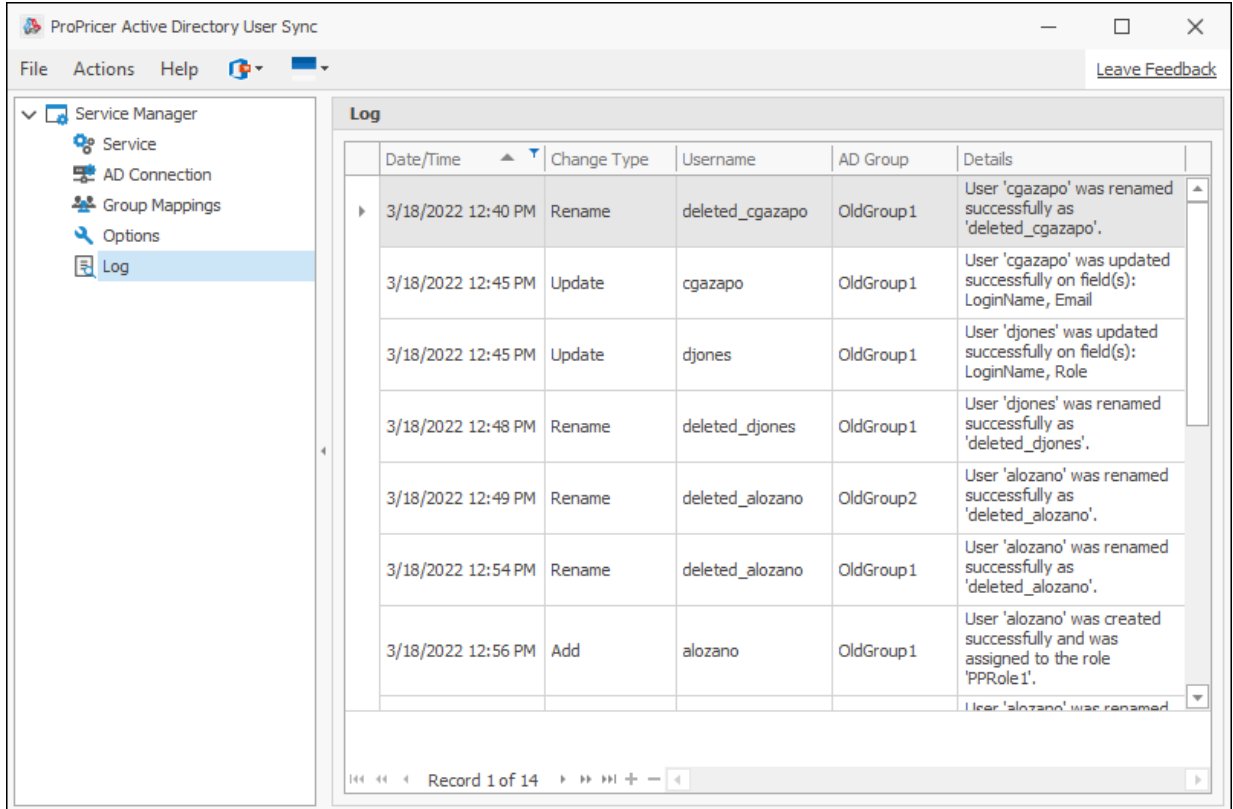 ProPricer Active Directory User Sync
File Actions Help Leave Feedback
Service Manager
Service
AD Connection
Group Mappings
Options
Log
Log
Date/Time Change Type Username AD Group Details
3/18/2022 12:40 PM Rename deleted_cgazapo OldGroup1 User 'cgazapo' was renamed
successfully as
'deleted_cgazapo'.
3/18/2022 12:45 PM Update cgazapo OldGroup1 User 'cgazapo' was updated
successfully on field(s):
LoginName, Email
3/18/2022 12:45 PM Update djones OldGroup1 User 'djones' was updated
successfully on field(s):
LoginName, Role
3/18/2022 12:48 PM Rename deleted_djones OldGroup1 User 'djones' was renamed
successfully as
'deleted_djones'.
3/18/2022 12:49 PM Rename deleted_alozano OldGroup2 User 'alozano' was renamed
successfully as
'deleted_alozano'.
3/18/2022 12:54 PM Rename deleted_alozano OldGroup1 User 'alozano' was renamed
successfully as
'deleted_alozano'.
3/18/2022 12:56 PM Add alozano OldGroup1 User 'alozano' was created
successfully and was
assigned to the role
'PPRole1'.
User 'alozano' was renamed
Record 1 of 14